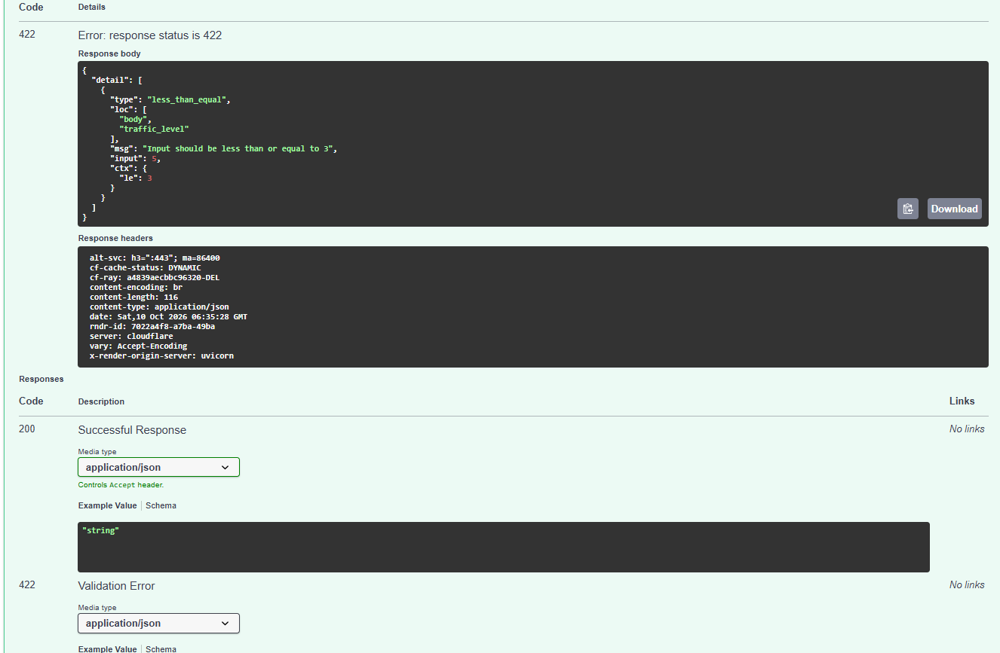 Code Details
422 Error: response status is 422
Response body
{
  "detail": [
    {
      "type": "less_than_equal",
      "loc": [
        "body",
        "traffic_level"
      ],
      "msg": "Input should be less than or equal to 3",
      "input": 5,
      "ctx": {
        "le": 3
      }
    }
  ]
}
Download
Response headers
alt-svc: h3=":443"; ma=86400
cf-cache-status: DYNAMIC
cf-ray: a4839aecbbc96320-DEL
content-encoding: br
content-length: 116
content-type: application/json
date: Sat,10 Oct 2026 06:35:28 GMT
rndr-id: 7022a4f8-a7ba-49ba
server: cloudflare
vary: Accept-Encoding
x-render-origin-server: uvicorn
Responses
Code Description Links
200 Successful Response No links
Media type
application/json
Controls Accept header.
Example Value Schema
"string"
422 Validation Error No links
Media type
application/json
Example Value Schema